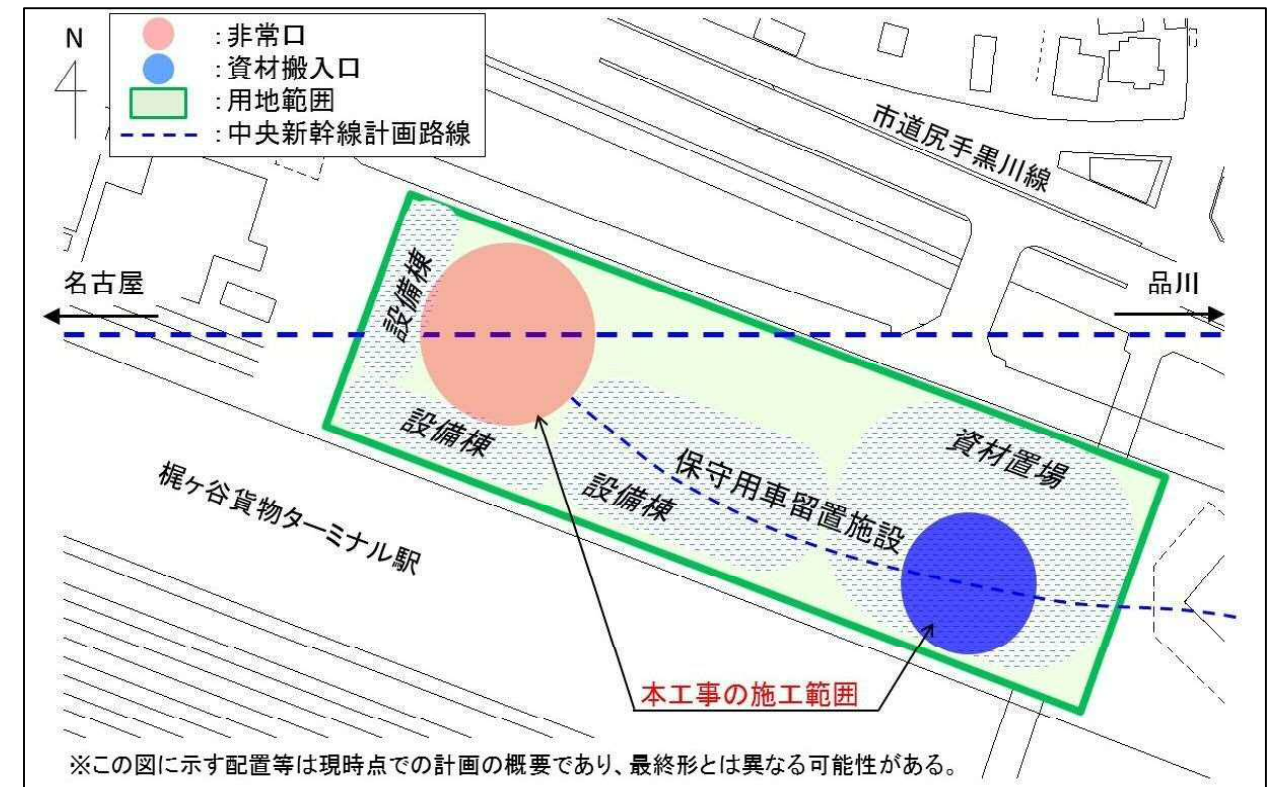 N
：非常口
：資材搬入口
：用地範囲
：中央新幹線計画路線
市道尻手黒川線
名古屋
品川
設備棟
設備棟
設備棟
保守用車留置施設
資材置場
梶ヶ谷貨物ターミナル駅
本工事の施工範囲
※この図に示す配置等は現時点での計画の概要であり、最終形とは異なる可能性がある。